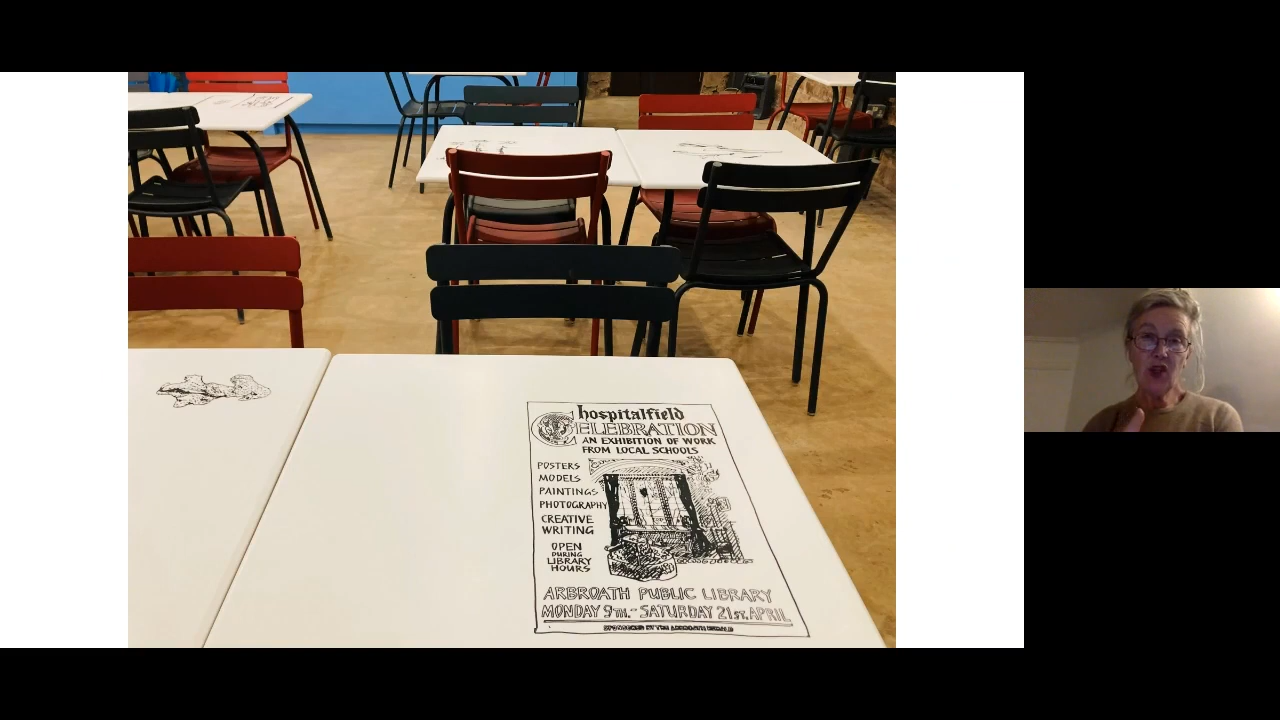 hospitalfield
CELEBRATION
AN EXHIBITION OF WORK
FROM LOCAL SCHOOLS
POSTERS
MODELS
PAINTINGS
PHOTOGRAPHY
CREATIVE
WRITING
OPEN
DURING
LIBRARY
HOURS
ARBROATH PUBLIC LIBRARY
MONDAY 9TH.- SATURDAY 21ST. APRIL